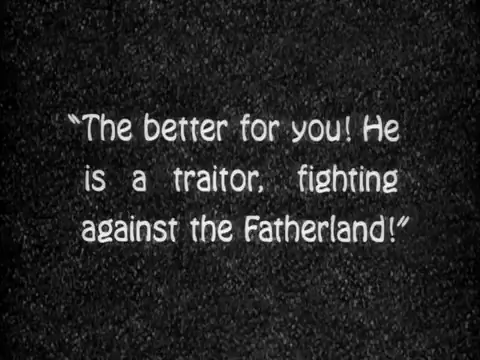 “The better for you! He
is a traitor, fighting
against the Fatherland!”